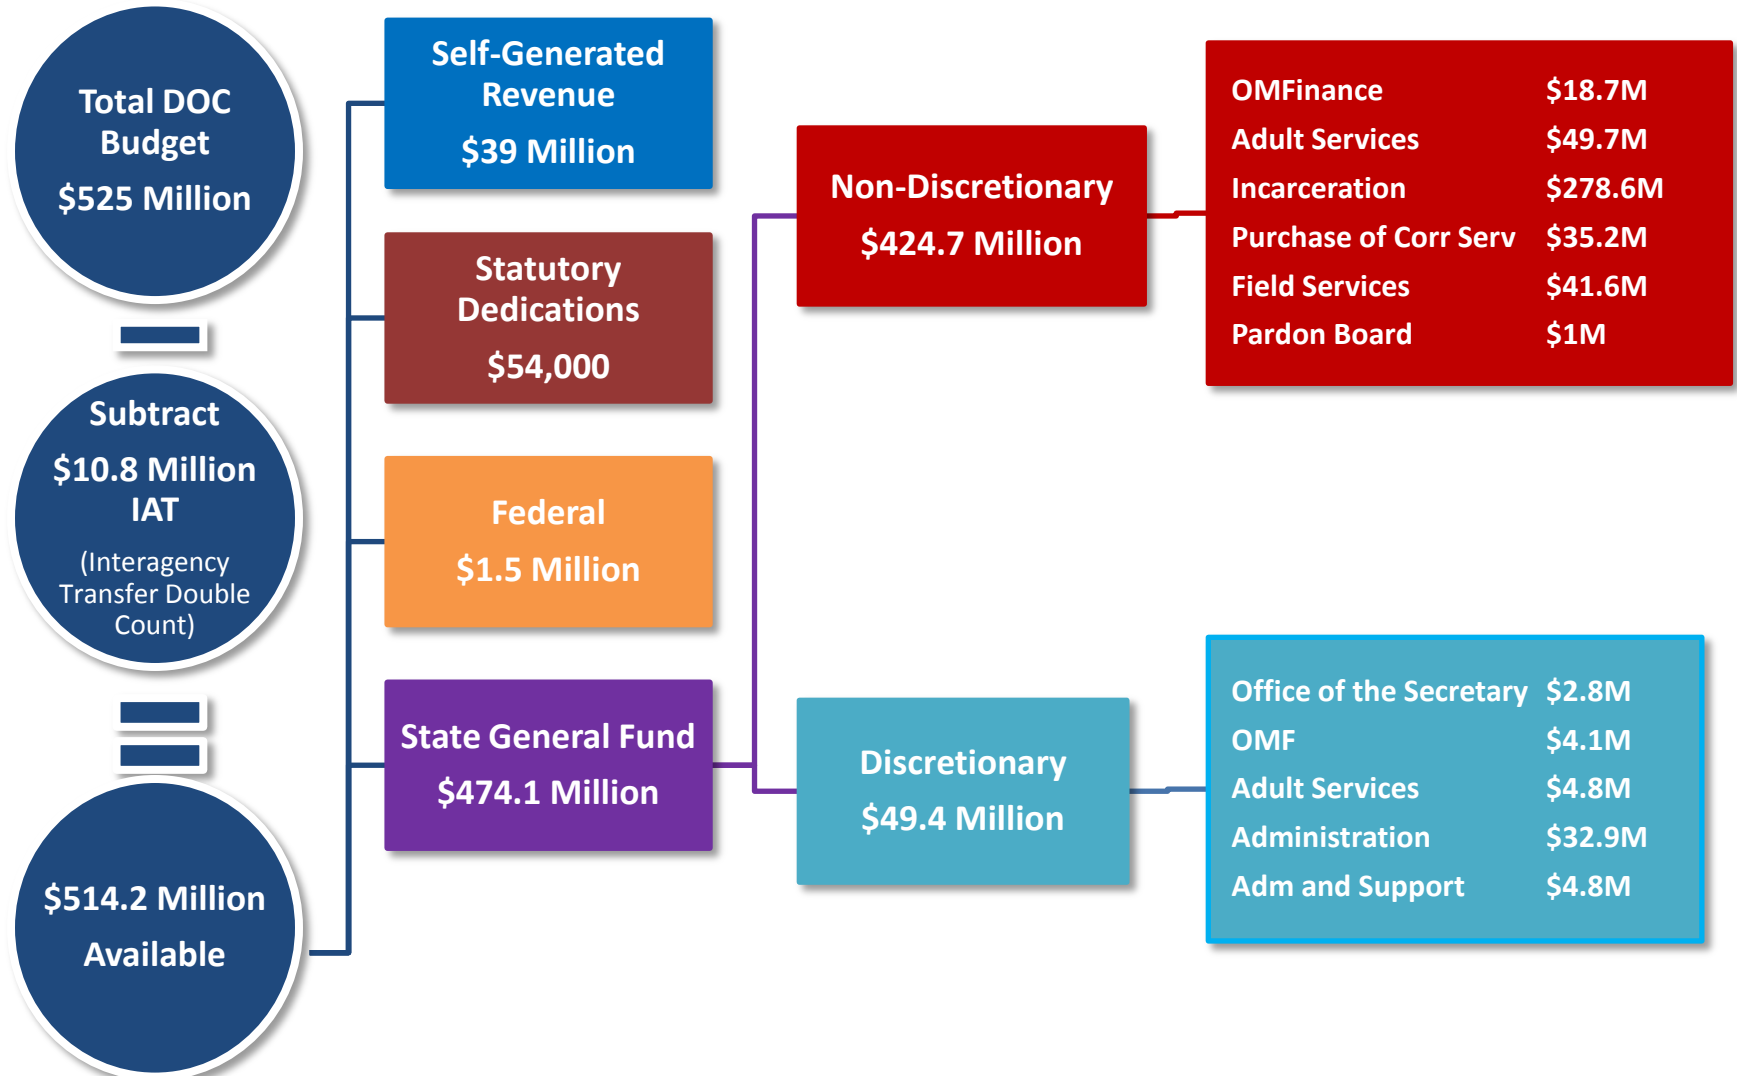 Total DOC
Budget
$525 Million
Subtract
$10.8 Million
IAT
(Interagency
Transfer Double
Count)
$514.2 Million
Available
Self-Generated
Revenue
$39 Million
Statutory
Dedications
$54,000
Federal
$1.5 Million
State General Fund
$474.1 Million
Non-Discretionary
$424.7 Million
Discretionary
$49.4 Million
OMFinance $18.7M
Adult Services $49.7M
Incarceration $278.6M
Purchase of Corr Serv $35.2M
Field Services $41.6M
Pardon Board $1M
Office of the Secretary $2.8M
OMF $4.1M
Adult Services $4.8M
Administration $32.9M
Adm and Support $4.8M